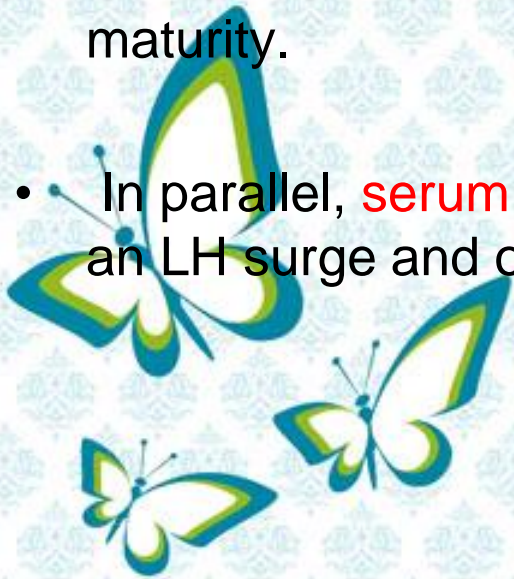 maturity.
• In parallel, serum
an LH surge and